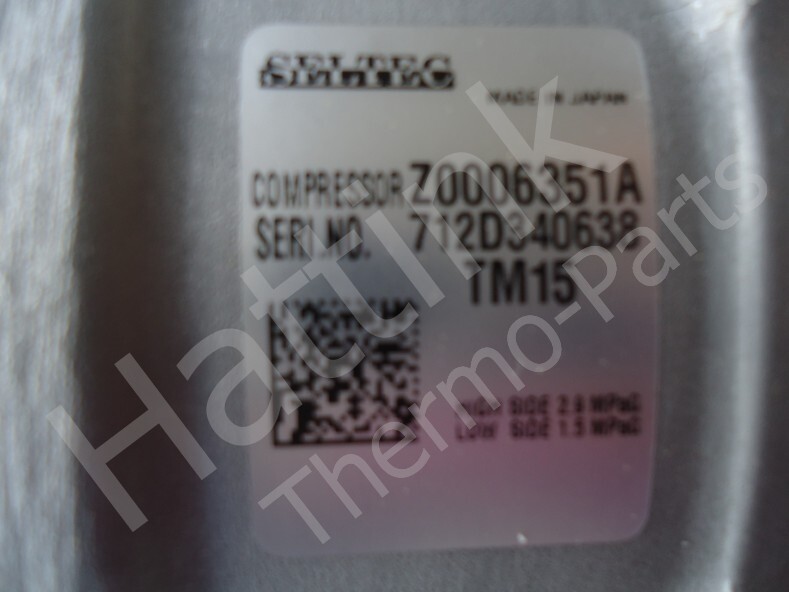 SELTEC
MADE IN JAPAN
COMPRESSOR Z0006351A
SERI.NO. 712D340638
TM15
HIGH SIDE 2.8 MPaG
LOW SIDE 1.5 MPaG
Hattink
Thermo-Parts